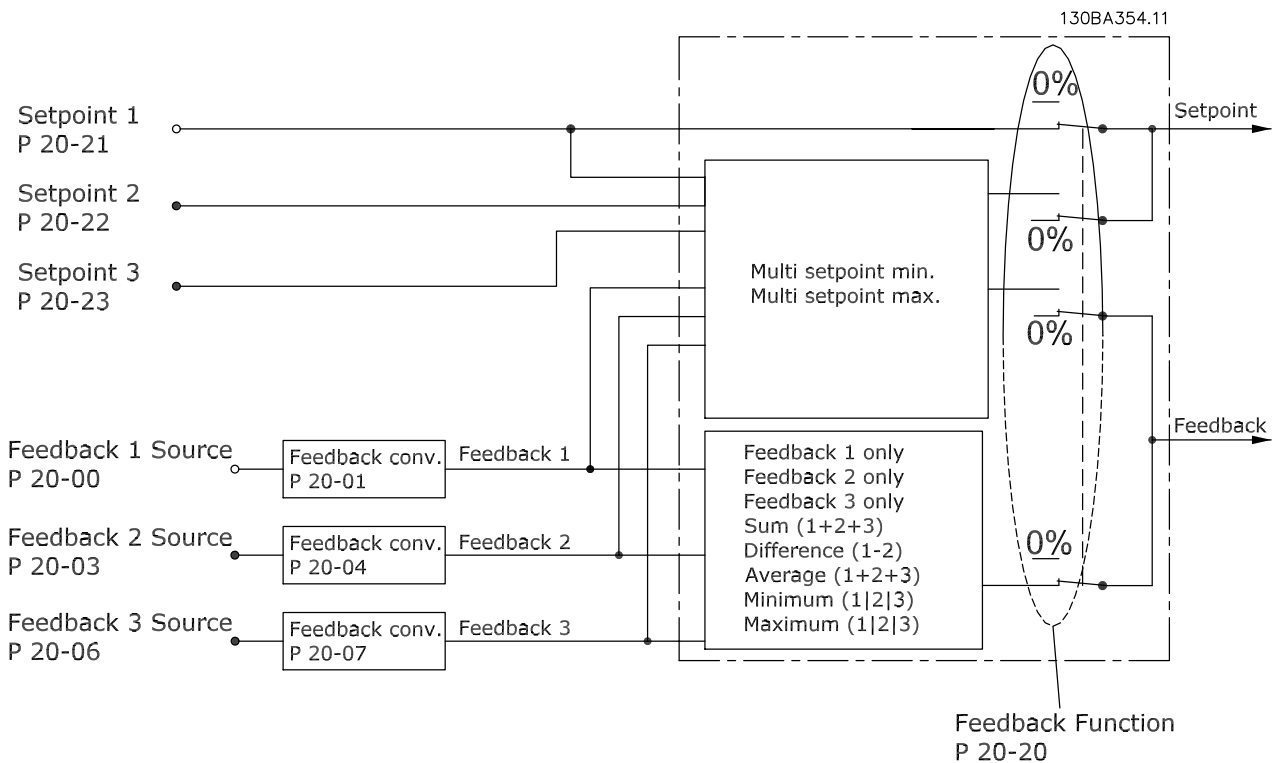 130BA354.11
0%
Setpoint
Setpoint 1
P 20-21
Setpoint 2
P 20-22
0%
Setpoint 3
P 20-23
Multi setpoint min.
Multi setpoint max.
0%
Feedback
Feedback 1 Source
P 20-00
Feedback conv.
P 20-01
Feedback 1
Feedback 2 Source
P 20-03
Feedback conv.
P 20-04
Feedback 2
Feedback 3 Source
P 20-06
Feedback conv.
P 20-07
Feedback 3
Feedback 1 only
Feedback 2 only
Feedback 3 only
Sum (1+2+3)
Difference (1-2)
Average (1+2+3)
Minimum (1|2|3)
Maximum (1|2|3)
0%
Feedback Function
P 20-20